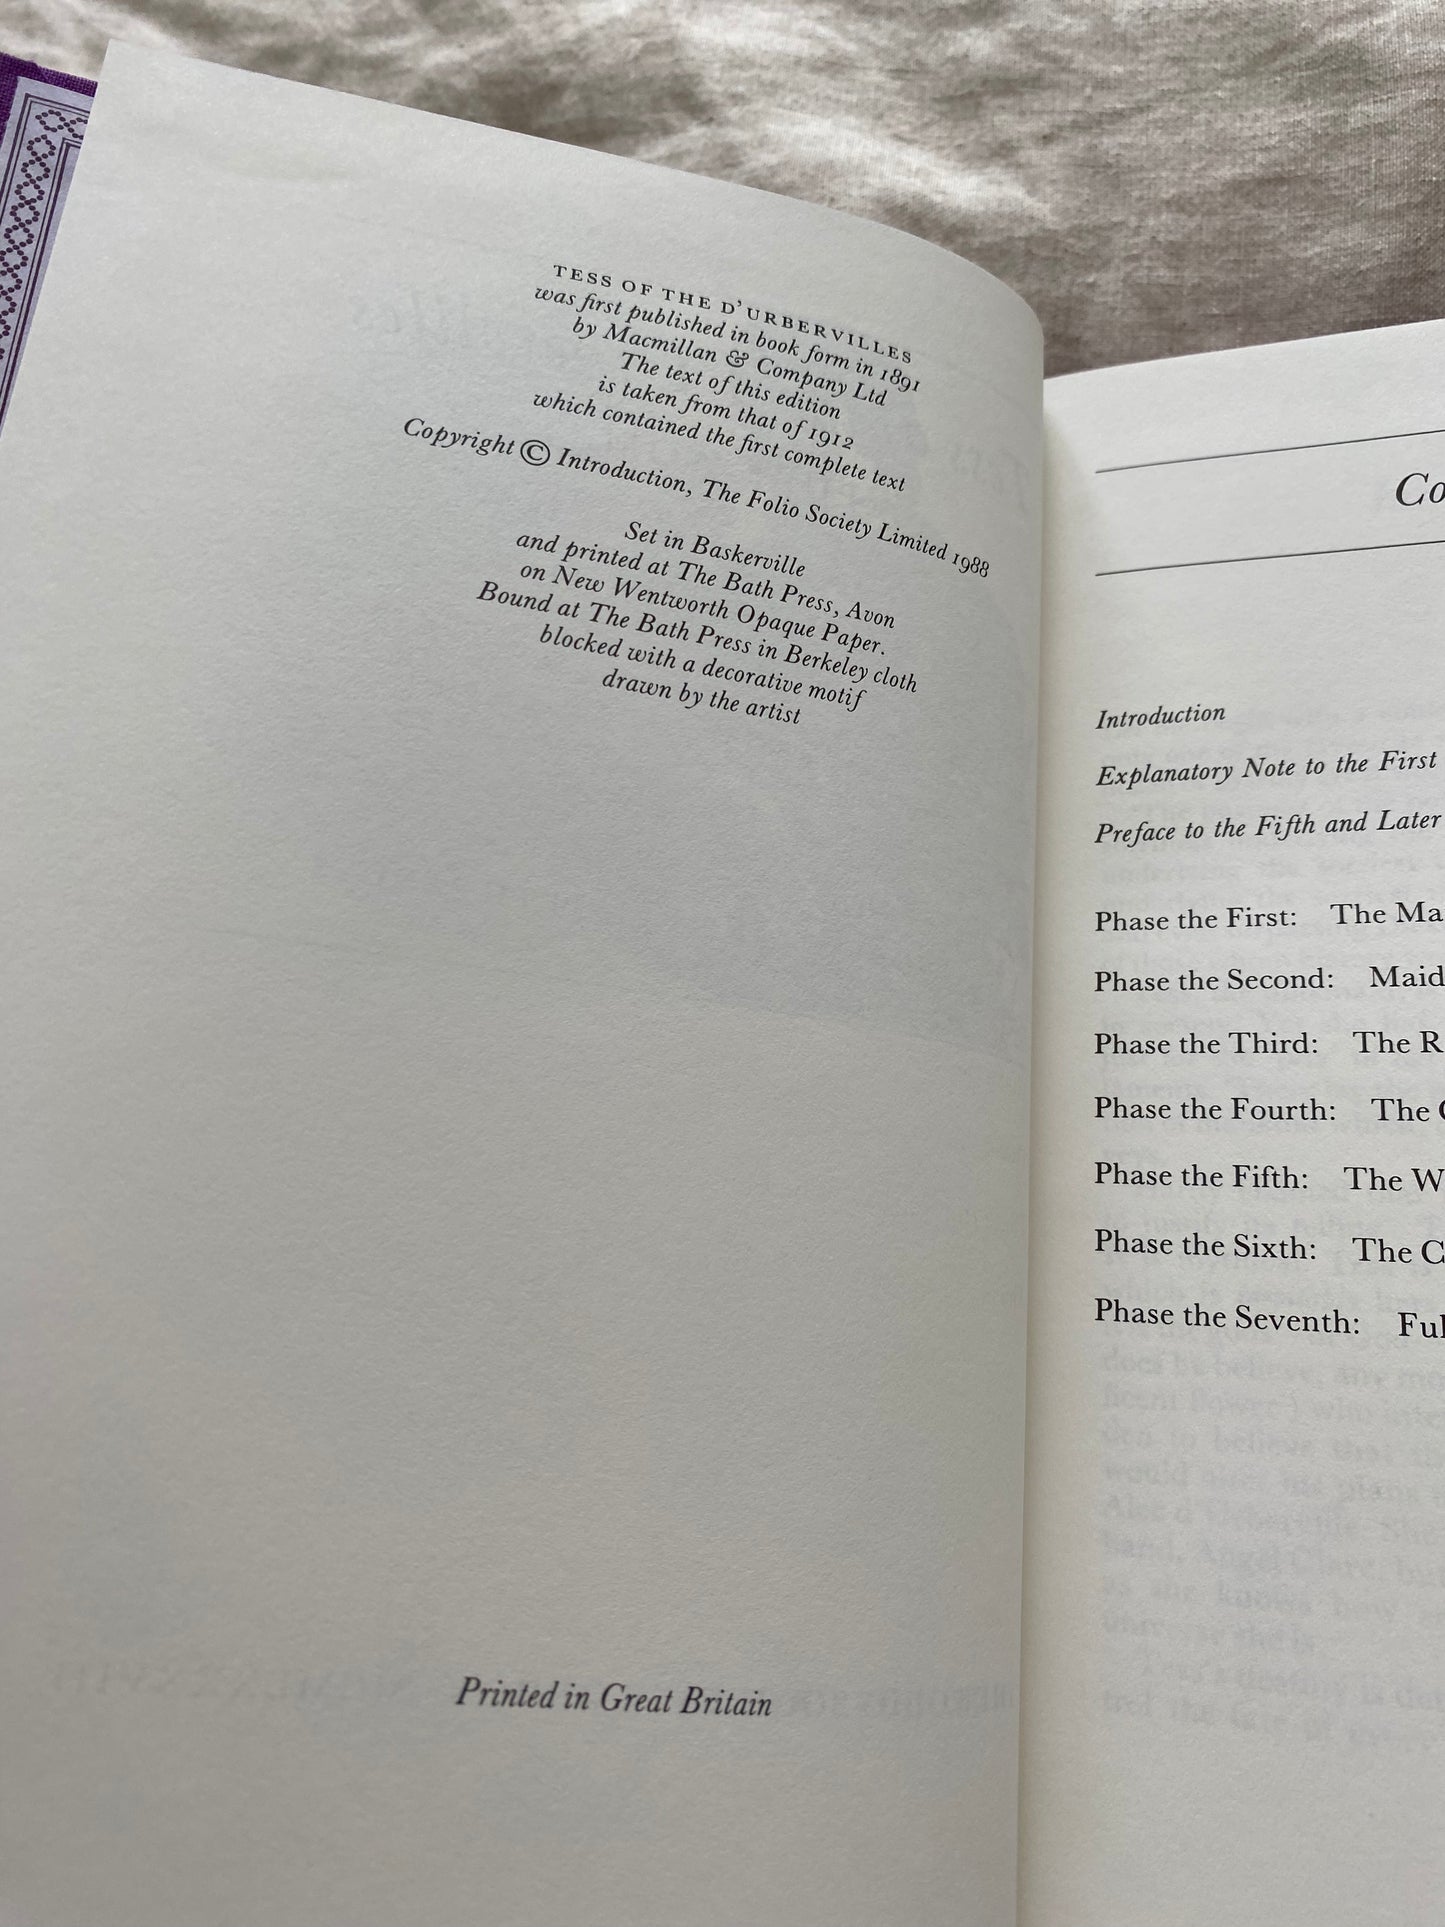 TESS OF THE D'URBERVILLES
was first published in book form in 1891
by Macmillan & Company Ltd
The text of this edition
is taken from that of 1912
which contained the first complete text
Copyright © Introduction, The Folio Society Limited 1988
Set in Baskerville
and printed at The Bath Press, Avon
on New Wentworth Opaque Paper.
Bound at The Bath Press in Berkeley cloth
blocked with a decorative motif
drawn by the artist
Printed in Great Britain
Co
Introduction
Explanatory Note to the First
Preface to the Fifth and Later
Phase the First: The Ma
Phase the Second: Maid
Phase the Third: The R
Phase the Fourth: The
Phase the Fifth: The W
Phase the Sixth: The C
Phase the Seventh: Ful